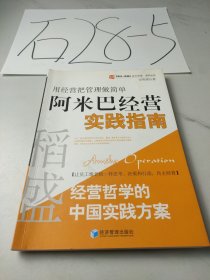 石28-5
用经营把管理做简单
阿米巴经营
实践指南
稻盛
Amoeba Operation
经营哲学的
中国实践方案
经济管理出版社